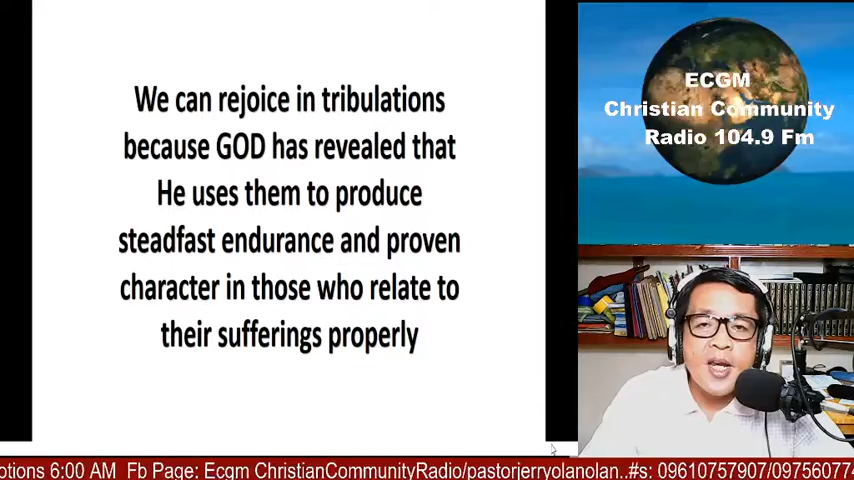 We can rejoice in tribulations
because GOD has revealed that
He uses them to produce
steadfast endurance and proven
character in those who relate to
their sufferings properly
ECGM
Christian Community
Radio 104.9 Fm
otions 6:00 AM  Fb Page: Ecgm ChristianCommunityRadio/pastorjerryolanolan..#s: 09610757907/097560774